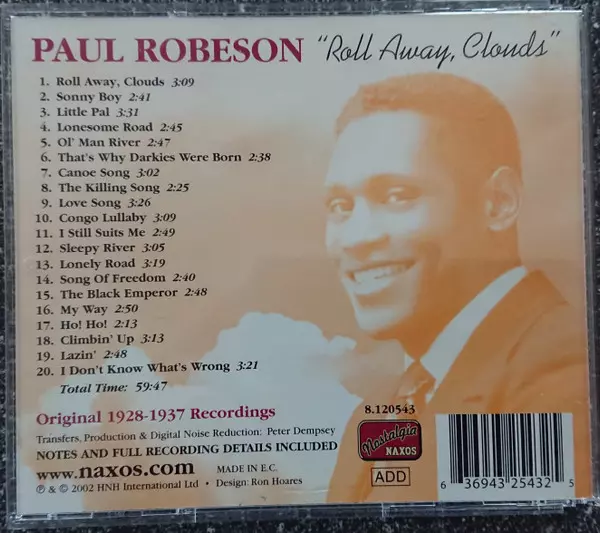 PAUL ROBESON "Roll Away, Clouds"
1. Roll Away, Clouds 3:09
2. Sonny Boy 2:41
3. Little Pal 3:31
4. Lonesome Road 2:45
5. Ol' Man River 2:47
6. That's Why Darkies Were Born 2:38
7. Canoe Song 3:02
8. The Killing Song 2:25
9. Love Song 3:26
10. Congo Lullaby 3:09
11. I Still Suits Me 2:49
12. Sleepy River 3:05
13. Lonely Road 3:19
14. Song Of Freedom 2:40
15. The Black Emperor 2:48
16. My Way 2:50
17. Ho! Ho! 2:13
18. Climbin' Up 3:13
19. Lazin' 2:48
20. I Don't Know What's Wrong 3:21
Total Time: 59:47
Original 1928-1937 Recordings
Transfers, Production & Digital Noise Reduction: Peter Dempsey
NOTES AND FULL RECORDING DETAILS INCLUDED
www.naxos.com MADE IN E.C.
℗ & © 2002 HNH International Ltd • Design: Ron Hoares
8.120543
Nostalgia
NAXOS
ADD
6 36943 25432 5